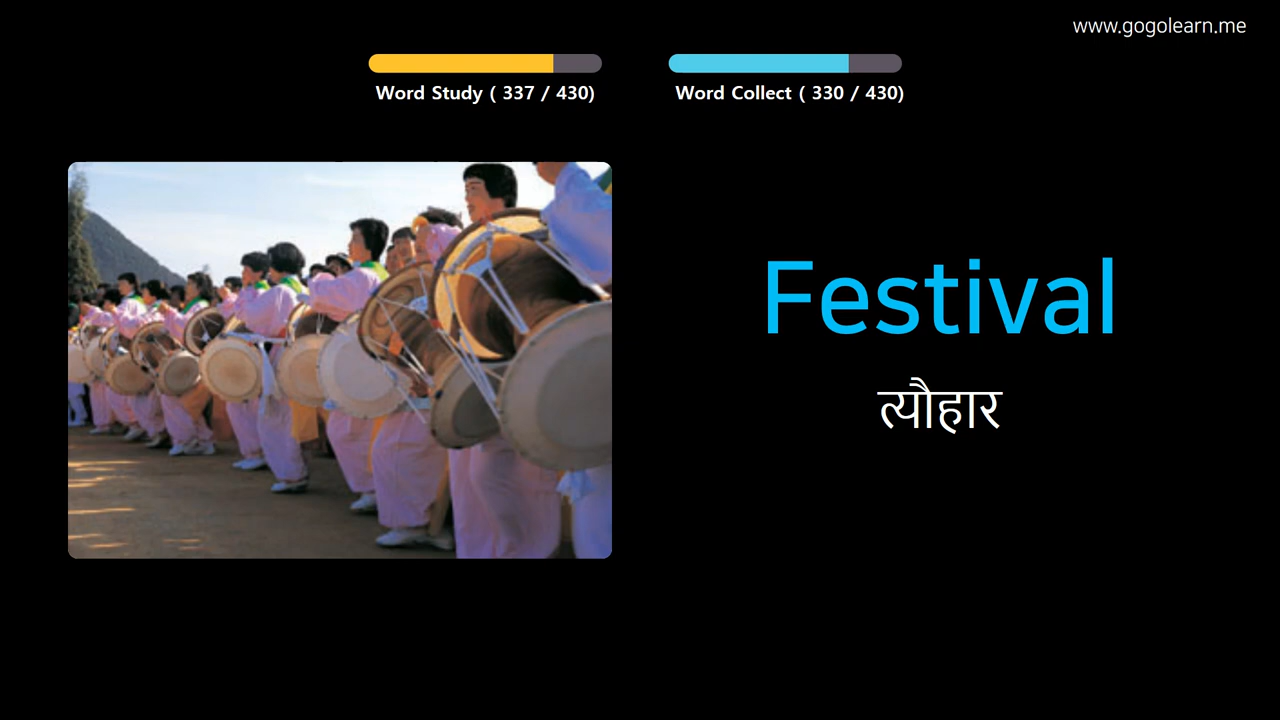 www.gogolearn.me
Word Study ( 337 / 430)
Word Collect ( 330 / 430)
Festival
त्यौहार